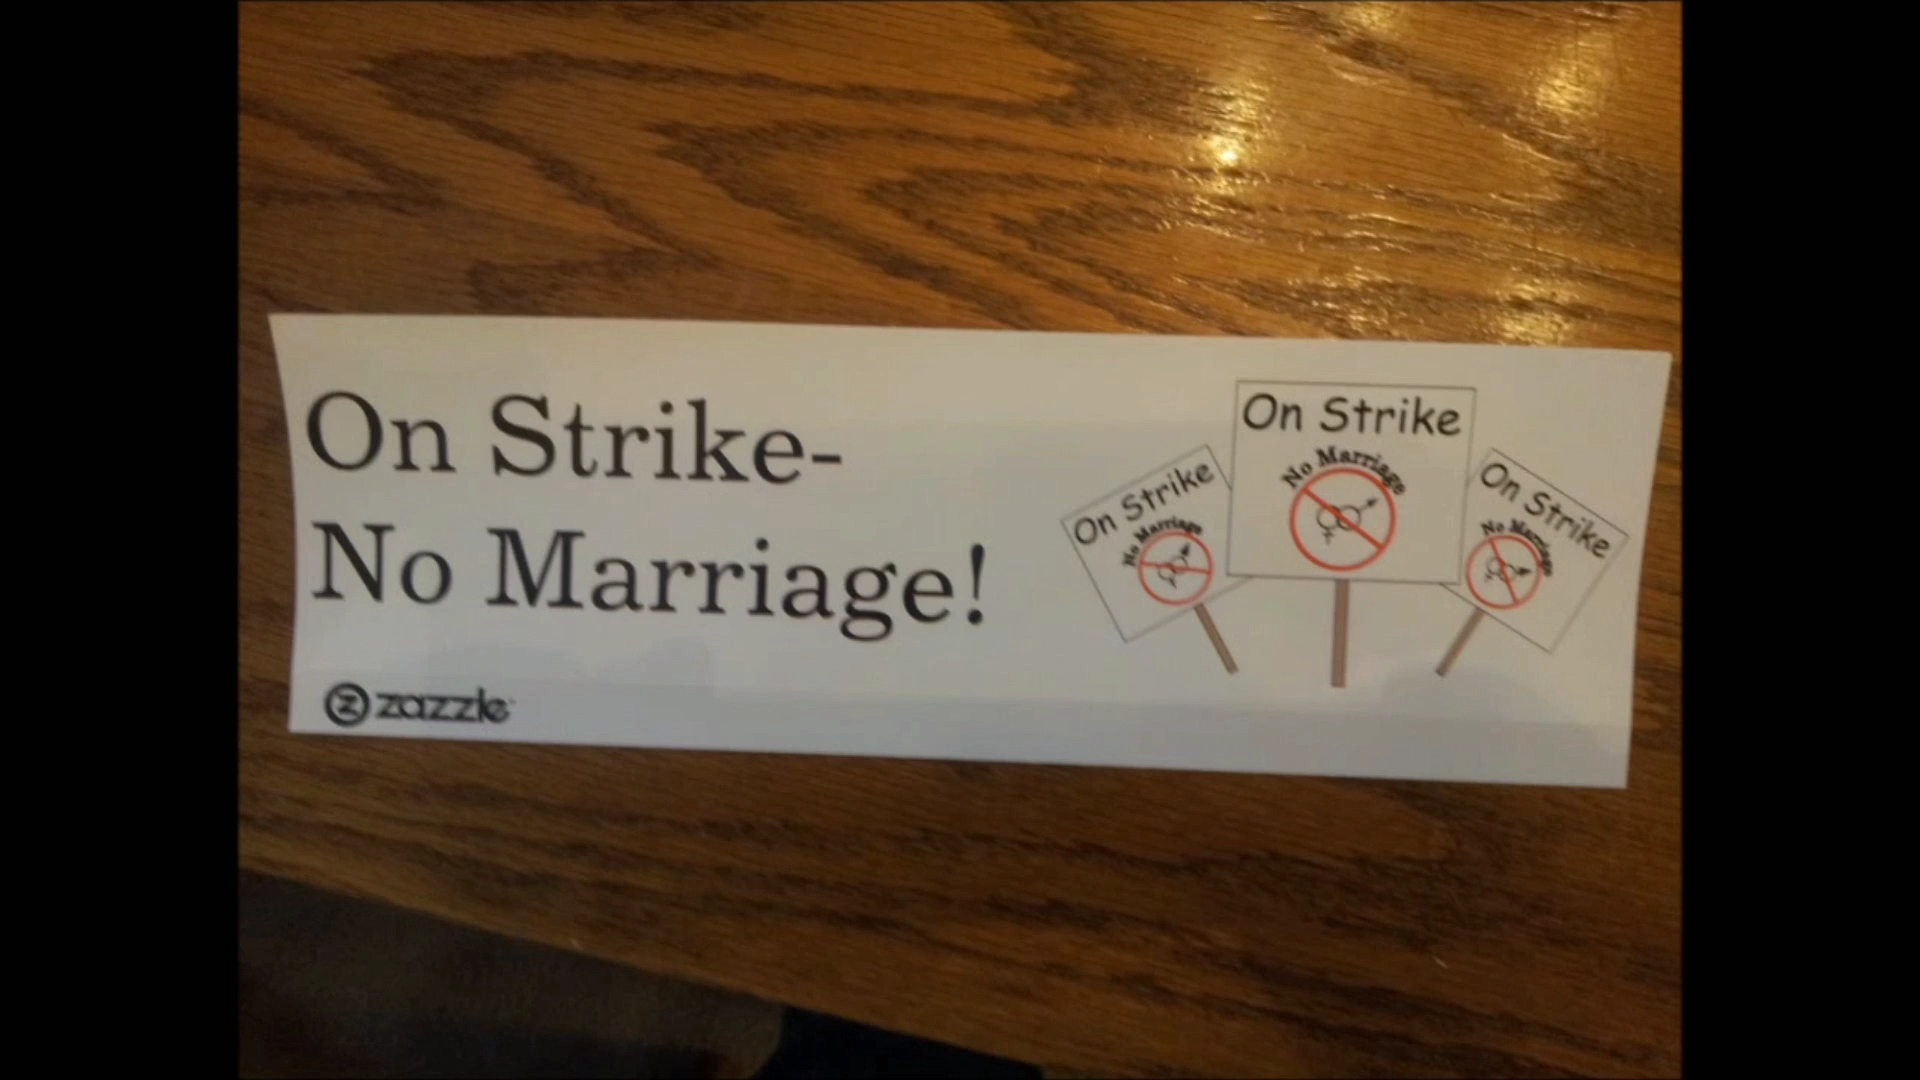 On Strike-
No Marriage!
zazzle
On Strike
No Marriage
On Strike
No Marriage
On Strike
No Marriage